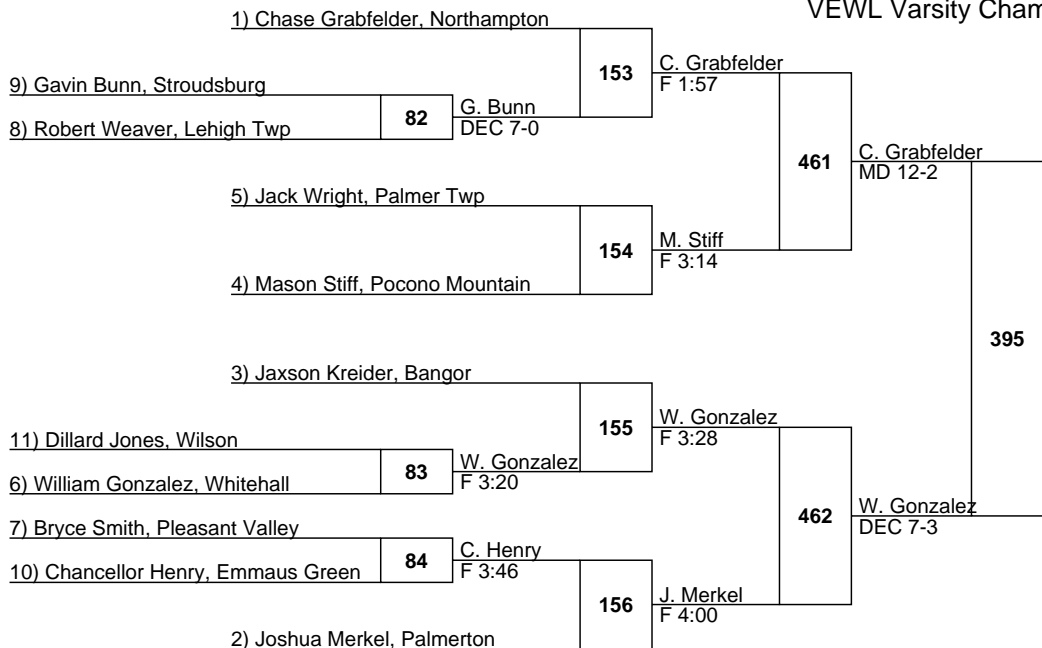 VEWL Varsity Cham
1) Chase Grabfelder, Northampton
153
C. Grabfelder
F 1:57
9) Gavin Bunn, Stroudsburg
82
G. Bunn
DEC 7-0
8) Robert Weaver, Lehigh Twp
461
C. Grabfelder
MD 12-2
5) Jack Wright, Palmer Twp
154
M. Stiff
F 3:14
4) Mason Stiff, Pocono Mountain
395
3) Jaxson Kreider, Bangor
155
W. Gonzalez
F 3:28
11) Dillard Jones, Wilson
83
W. Gonzalez
F 3:20
6) William Gonzalez, Whitehall
462
W. Gonzalez
DEC 7-3
7) Bryce Smith, Pleasant Valley
84
C. Henry
F 3:46
10) Chancellor Henry, Emmaus Green
156
J. Merkel
F 4:00
2) Joshua Merkel, Palmerton